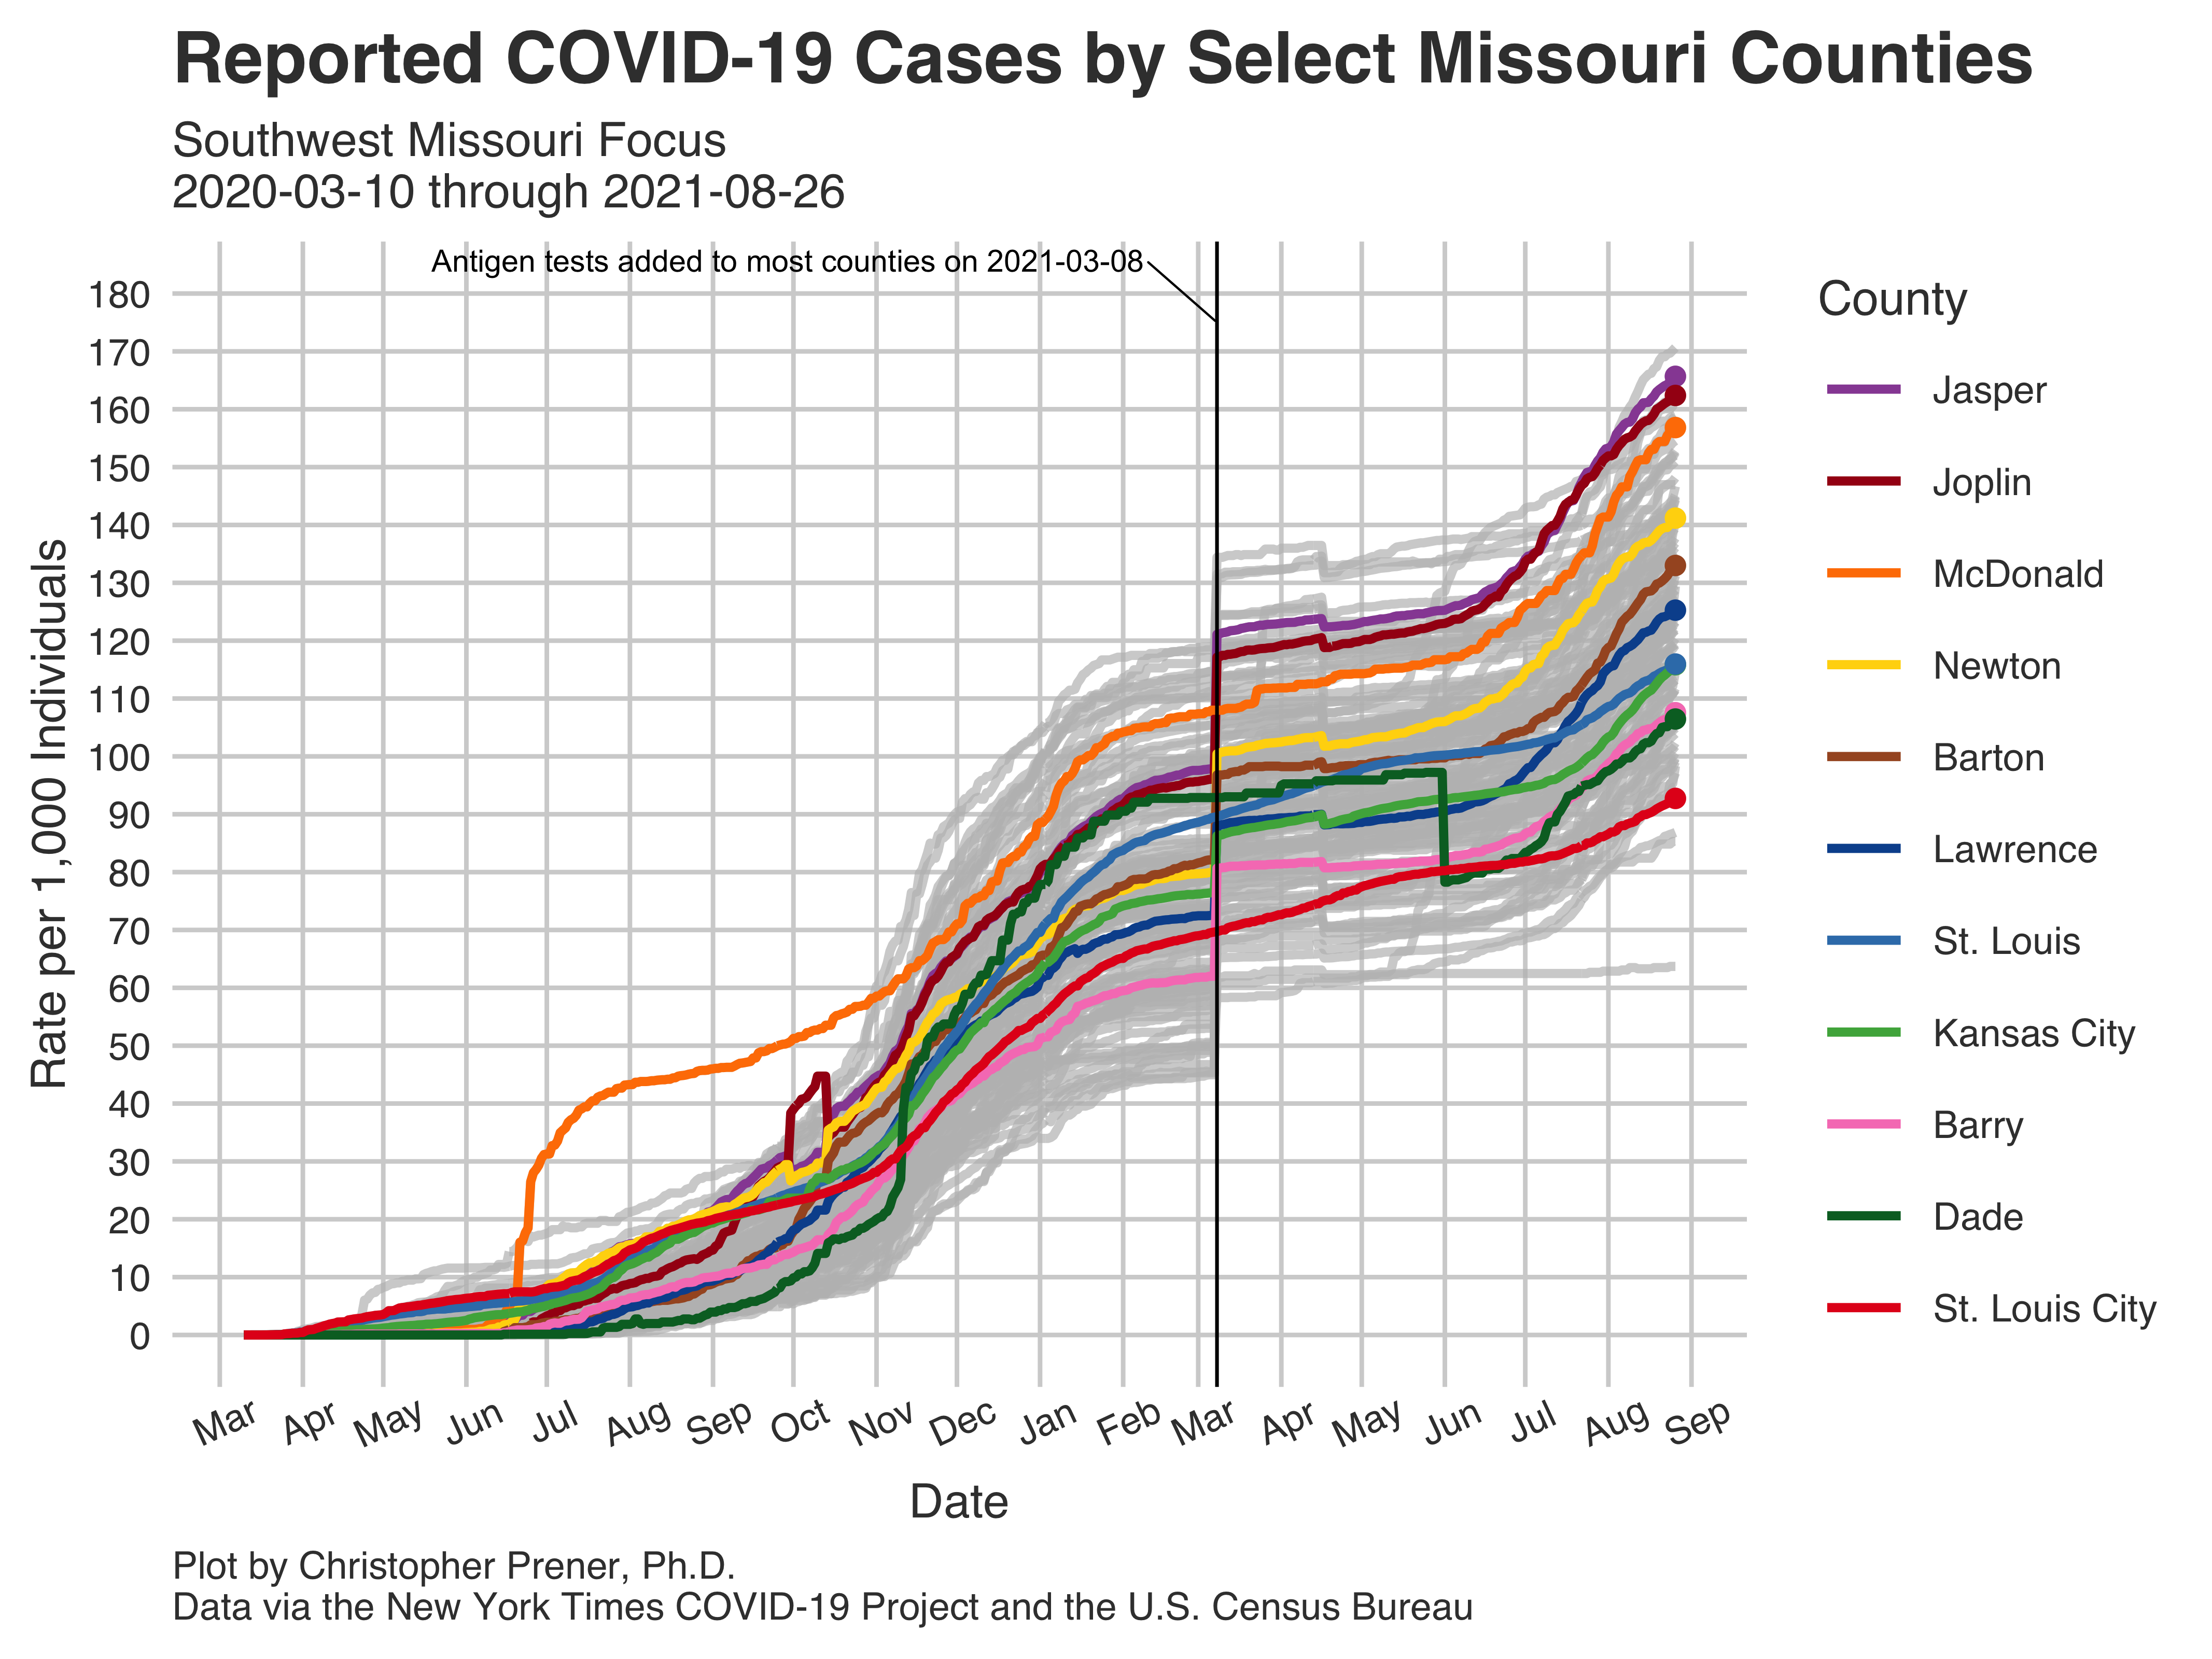 Reported COVID-19 Cases by Select Missouri Counties
Southwest Missouri Focus
2020-03-10 through 2021-08-26
Antigen tests added to most counties on 2021-03-08
Rate per 1,000 Individuals
180
170
160
150
140
130
120
110
100
90
80
70
60
50
40
30
20
10
0
Mar Apr May Jun Jul Aug Sep Oct Nov Dec Jan Feb Mar Apr May Jun Jul Aug Sep
Date
County
Jasper
Joplin
McDonald
Newton
Barton
Lawrence
St. Louis
Kansas City
Barry
Dade
St. Louis City
Plot by Christopher Prener, Ph.D.
Data via the New York Times COVID-19 Project and the U.S. Census Bureau